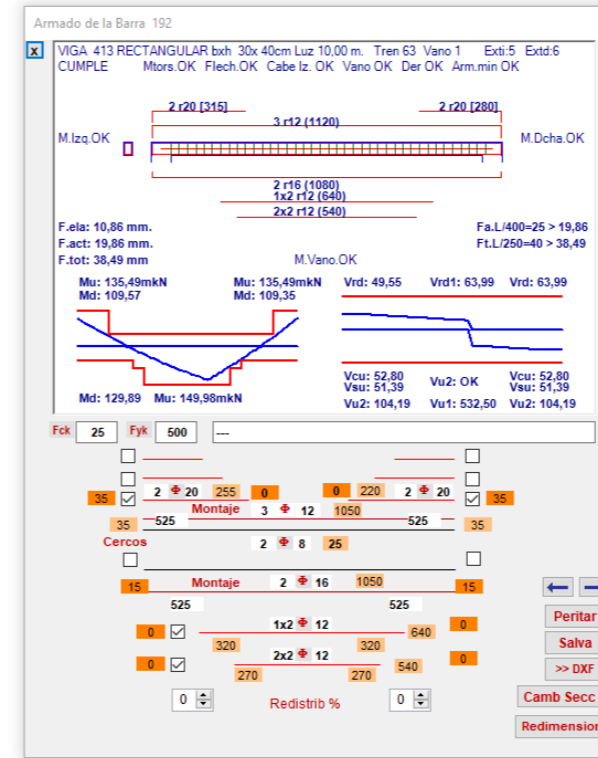 Armado de la Barra 192
x
VIGA 413 RECTANGULAR bxh 30x 40cm Luz 10,00 m. Tren 63 Vano 1 Exti:5 Extd:6
CUMPLE Mtors.OK Flech.OK Cabe Iz. OK Vano OK Der OK Arm.min OK
2 r20 [315] 2 r20 [280]
3 r12 (1120)
M.Izq.OK M.Dcha.OK
2 r16 (1080)
1x2 r12 (640)
2x2 r12 (540)
F.ela: 10,86 mm. Fa.L/400=25 > 19,86
F.act: 19,86 mm. Ft.L/250=40 > 38,49
F.tot: 38,49 mm M.Vano.OK
Mu: 135,49mkN Mu: 135,49mkN Vrd: 49,55 Vrd1: 63,99 Vrd: 63,99
Md: 109,57 Md: 109,35
Vcu: 52,80 Vu2: OK Vcu: 52,80
Vsu: 51,39 Vsu: 51,39
Md: 129,89 Mu: 149,98mkN Vu2: 104,19 Vu1: 532,50 Vu2: 104,19
Fck 25 Fyk 500 ---
35 2 Φ 20 255 0 0 220 2 Φ 20 35
Montaje 3 Φ 12 1050
35 525 525 35
Cercos 2 Φ 8 25
15 Montaje 2 Φ 16 1050 15
525 525
1x2 Φ 12
0 640 0
320 320
2x2 Φ 12
0 540 0
270 270
0 Redistrib % 0
Peritar
Salva
>> DXF
Camb Secc
Redimension